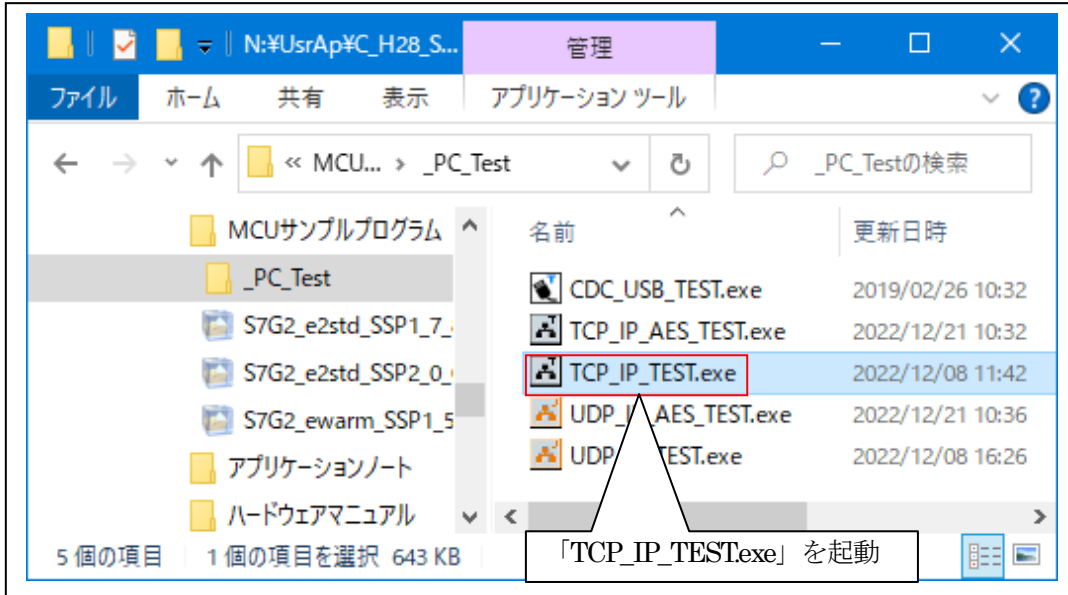 N:¥UsrAp¥C_H28_S...
管理
ファイル ホーム 共有 表示 アプリケーション ツール
« MCU... › _PC_Test
_PC_Testの検索
名前 更新日時
MCUサンプルプログラム
_PC_Test
S7G2_e2std_SSP1_7_
S7G2_e2std_SSP2_0_
S7G2_ewarm_SSP1_5
アプリケーションノート
ハードウェアマニュアル
CDC_USB_TEST.exe 2019/02/26 10:32
TCP_IP_AES_TEST.exe 2022/12/21 10:32
TCP_IP_TEST.exe 2022/12/08 11:42
UDP_I AES_TEST.exe 2022/12/21 10:36
UDP TEST.exe 2022/12/08 16:26
5 個の項目 1 個の項目を選択 643 KB
「TCP_IP_TEST.exe」を起動